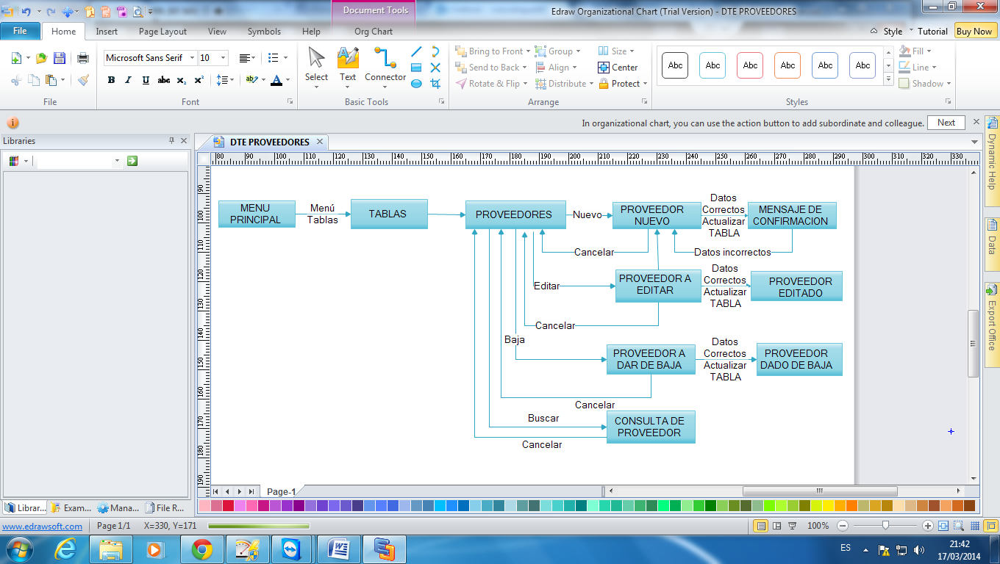 Document Tools
Edraw Organizational Chart (Trial Version) - DTE PROVEEDORES
File Home Insert Page Layout View Symbols Help Org Chart Style Tutorial Buy Now
Microsoft Sans Serif 10
B I U abc X₂ X²
ab A
Select Text Connector
Bring to Front Group Size
Send to Back Align Center
Rotate & Flip Distribute Protect
Abc Abc Abc Abc Abc Abc
Fill
Line
Shadow
File Font Basic Tools Arrange Styles
In organizational chart, you can use the action button to add subordinate and colleague. Next
Libraries
DTE PROVEEDORES
80 90 100 110 120 130 140 150 160 170 180 190 200 210 220 230 240 250 260 270 280 290 300 310 320 330
90
100
110
120
130
140
150
160
170
180
190
Dynamic Help
Data
Export Office
MENU
PRINCIPAL
Menú
Tablas
TABLAS
PROVEEDORES
Nuevo
PROVEEDOR
NUEVO
Datos
Correctos
Actualizar
TABLA
MENSAJE DE
CONFIRMACION
Cancelar
Datos incorrectos
Editar
PROVEEDOR A
EDITAR
Datos
Correctos
Actualizar
TABLA
PROVEEDOR
EDITADO
Cancelar
Baja
PROVEEDOR A
DAR DE BAJA
Datos
Correctos
Actualizar
TABLA
PROVEEDOR
DADO DE BAJA
Cancelar
Buscar
CONSULTA DE
PROVEEDOR
Cancelar
Page-1
Librar... Exam... Mana... File R...
www.edrawsoft.com Page 1/1 X=330, Y=171 100%
ES
21:42
17/03/2014